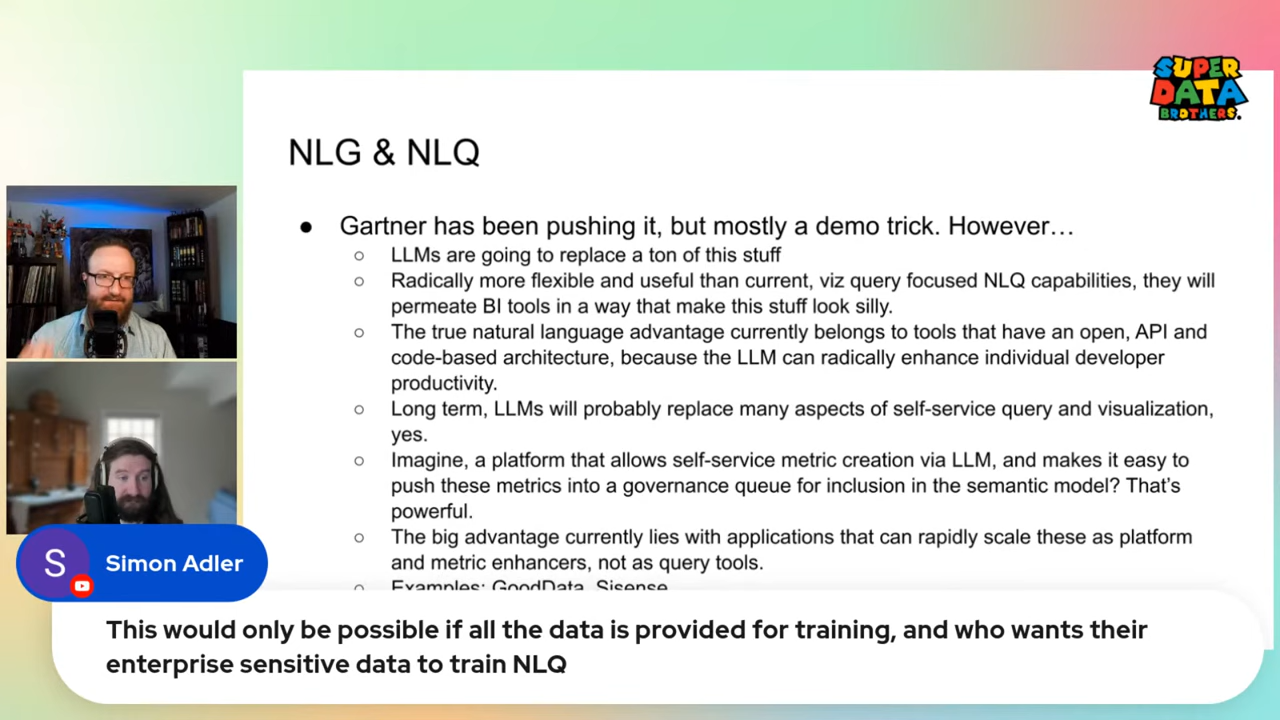 SUPER
DATA
BROTHERS.
NLG & NLQ
● Gartner has been pushing it, but mostly a demo trick. However…
○ LLMs are going to replace a ton of this stuff
○ Radically more flexible and useful than current, viz query focused NLQ capabilities, they will
permeate BI tools in a way that make this stuff look silly.
○ The true natural language advantage currently belongs to tools that have an open, API and
code-based architecture, because the LLM can radically enhance individual developer
productivity.
○ Long term, LLMs will probably replace many aspects of self-service query and visualization,
yes.
○ Imagine, a platform that allows self-service metric creation via LLM, and makes it easy to
push these metrics into a governance queue for inclusion in the semantic model? That’s
powerful.
○ The big advantage currently lies with applications that can rapidly scale these as platform
and metric enhancers, not as query tools.
○ Examples: GoodData, Sisense
S
Simon Adler
This would only be possible if all the data is provided for training, and who wants their
enterprise sensitive data to train NLQ